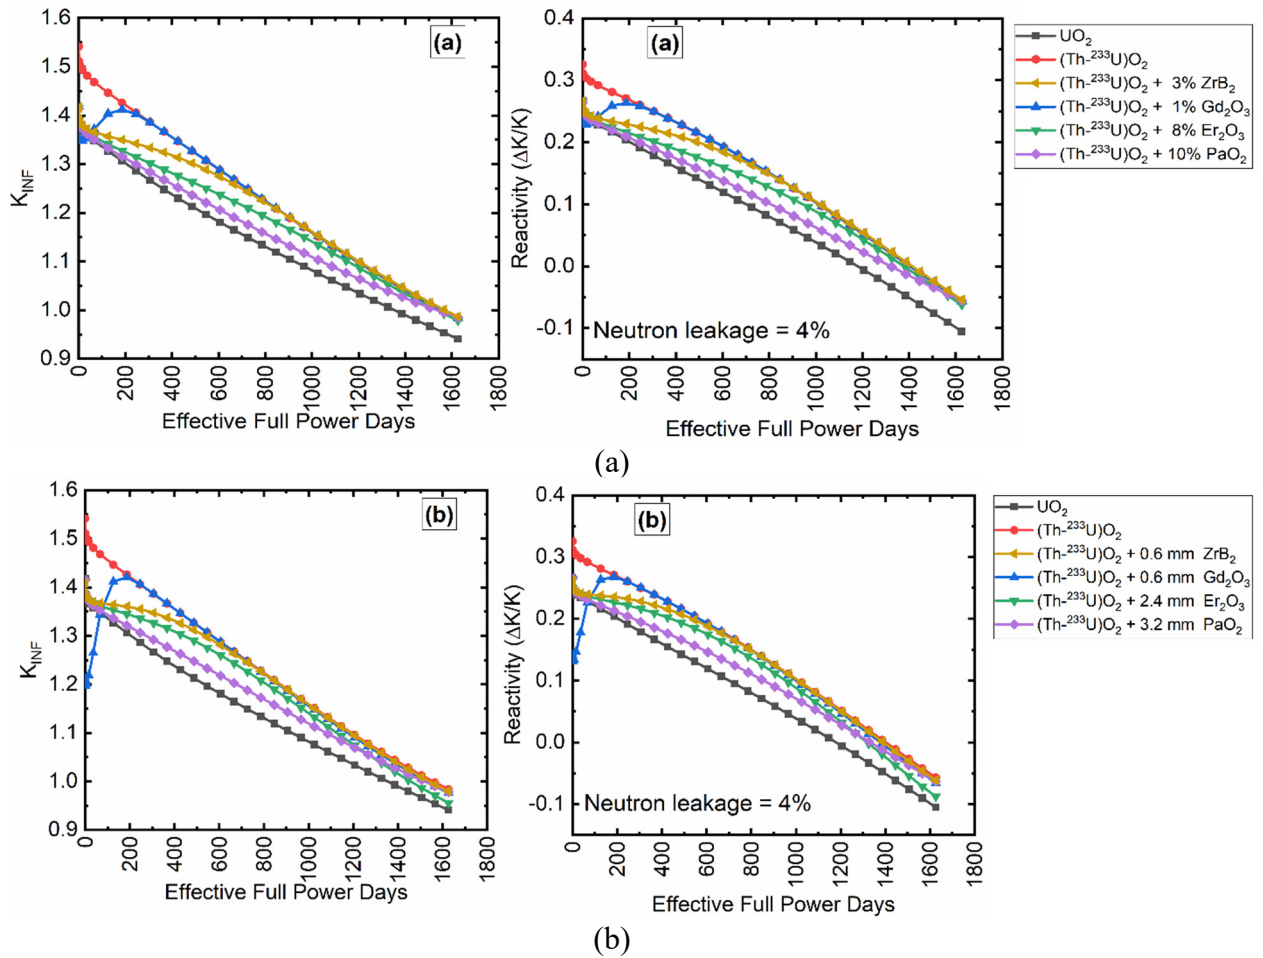 1.6
1.5
1.4
1.3
1.2
1.1
1.0
0.9
K_INF
(a)
0
200
400
600
800
1000
1200
1400
1600
1800
Effective Full Power Days
0.4
0.3
0.2
0.1
0.0
-0.1
Reactivity (ΔK/K)
(a)
Neutron leakage = 4%
0
200
400
600
800
1000
1200
1400
1600
1800
Effective Full Power Days
UO₂
(Th-²³³U)O₂
(Th-²³³U)O₂ + 3% ZrB₂
(Th-²³³U)O₂ + 1% Gd₂O₃
(Th-²³³U)O₂ + 8% Er₂O₃
(Th-²³³U)O₂ + 10% PaO₂
(a)
1.6
1.5
1.4
1.3
1.2
1.1
1.0
0.9
K_INF
(b)
0
200
400
600
800
1000
1200
1400
1600
1800
Effective Full Power Days
0.4
0.3
0.2
0.1
0.0
-0.1
Reactivity (ΔK/K)
(b)
Neutron leakage = 4%
0
200
400
600
800
1000
1200
1400
1600
1800
Effective Full Power Days
UO₂
(Th-²³³U)O₂
(Th-²³³U)O₂ + 0.6 mm ZrB₂
(Th-²³³U)O₂ + 0.6 mm Gd₂O₃
(Th-²³³U)O₂ + 2.4 mm Er₂O₃
(Th-²³³U)O₂ + 3.2 mm PaO₂
(b)